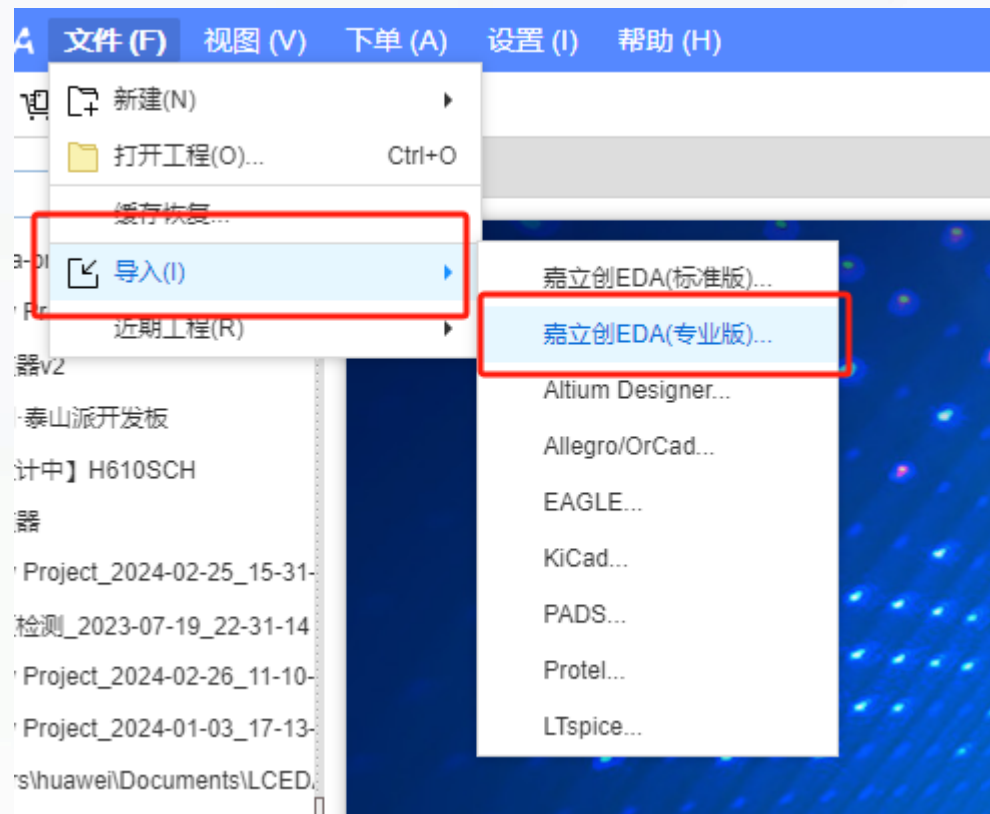 文件 (F) 视图 (V) 下单 (A) 设置 (I) 帮助 (H)
新建(N)
打开工程(O)... Ctrl+O
缓存恢复...
导入(I)
近期工程(R)
嘉立创EDA(标准版)...
嘉立创EDA(专业版)...
Altium Designer...
Allegro/OrCad...
EAGLE...
KiCad...
PADS...
Protel...
LTspice...
器v2
泰山派开发板
计中】H610SCH
器
Project_2024-02-25_15-31-
检测_2023-07-19_22-31-14
Project_2024-02-26_11-10-
Project_2024-01-03_17-13-
rs\huawei\Documents\LCED